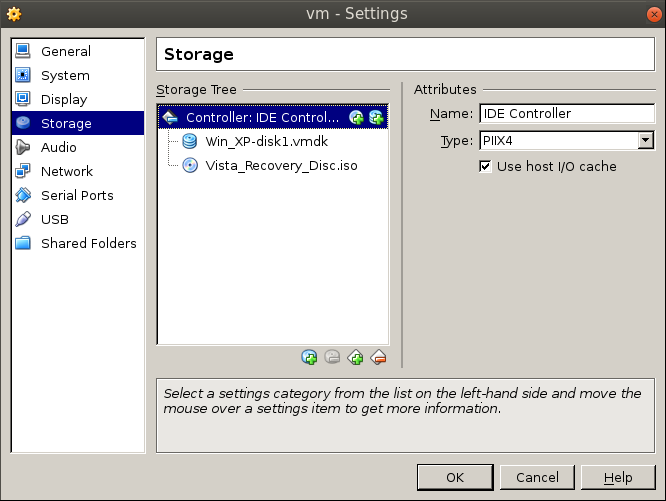 vm - Settings
General
System
Display
Storage
Audio
Network
Serial Ports
USB
Shared Folders
Storage
Storage Tree
Controller: IDE Control...
Win_XP-disk1.vmdk
Vista_Recovery_Disc.iso
Attributes
Name: IDE Controller
Type: PIIX4
Use host I/O cache
Select a settings category from the list on the left-hand side and move the
mouse over a settings item to get more information.
OK Cancel Help